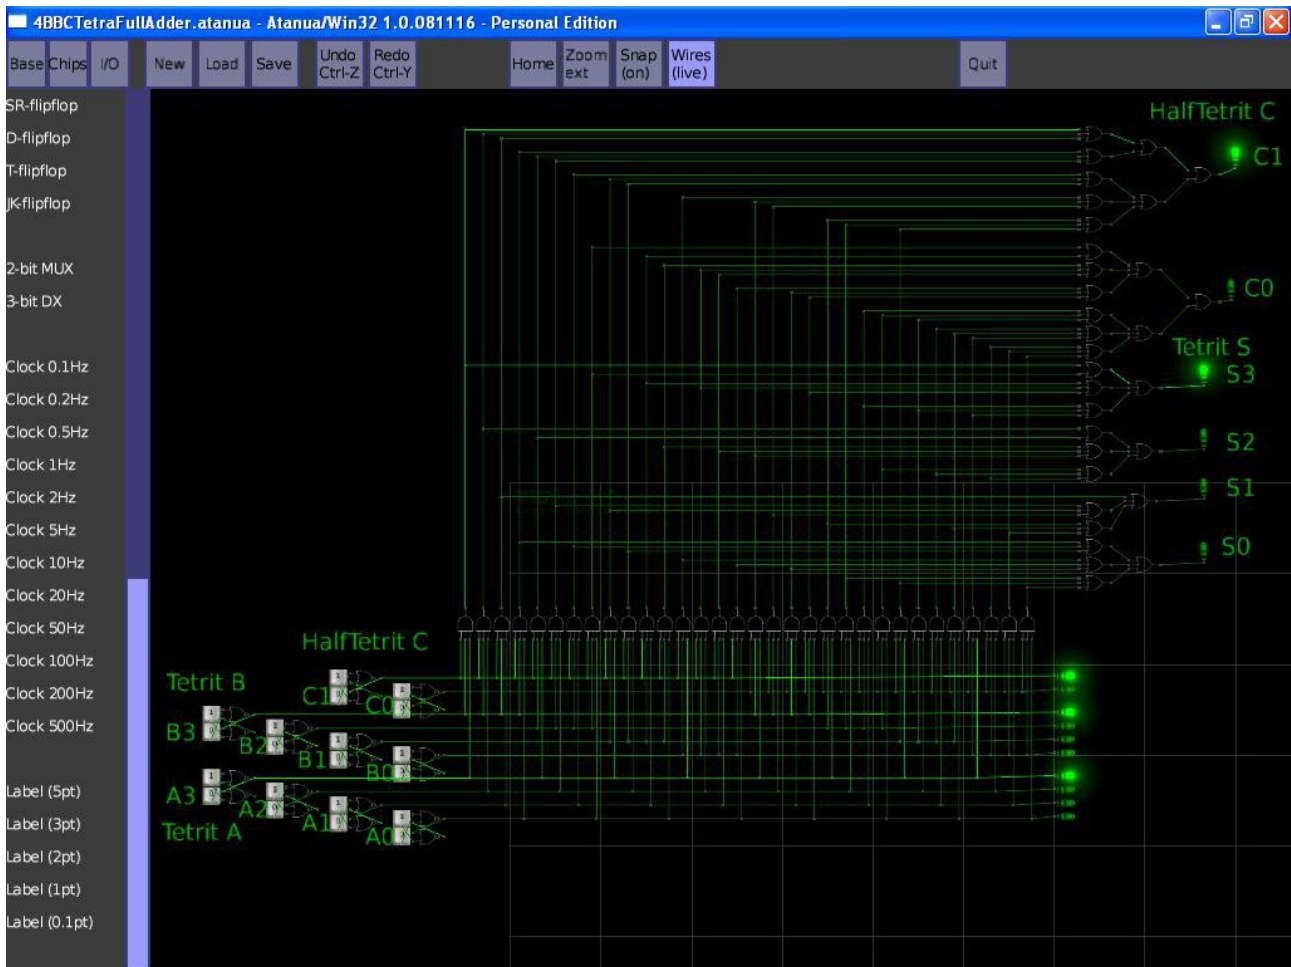 4BBCTetraFullAdder.atanua - Atanua/Win32 1.0.081116 - Personal Edition
Base Chips I/O New Load Save Undo Ctrl-Z Redo Ctrl-Y Home Zoom ext Snap (on) Wires (live) Quit
SR-flipflop
D-flipflop
T-flipflop
JK-flipflop
2-bit MUX
3-bit DX
Clock 0.1Hz
Clock 0.2Hz
Clock 0.5Hz
Clock 1Hz
Clock 2Hz
Clock 5Hz
Clock 10Hz
Clock 20Hz
Clock 50Hz
Clock 100Hz
Clock 200Hz
Clock 500Hz
Label (5pt)
Label (3pt)
Label (2pt)
Label (1pt)
Label (0.1pt)
HalfTetrit C
C1
C0
Tetrit S
S3
S2
S1
S0
HalfTetrit C
C1
C0
Tetrit B
B3
B2
B1
B0
A3
A2
A1
A0
Tetrit A